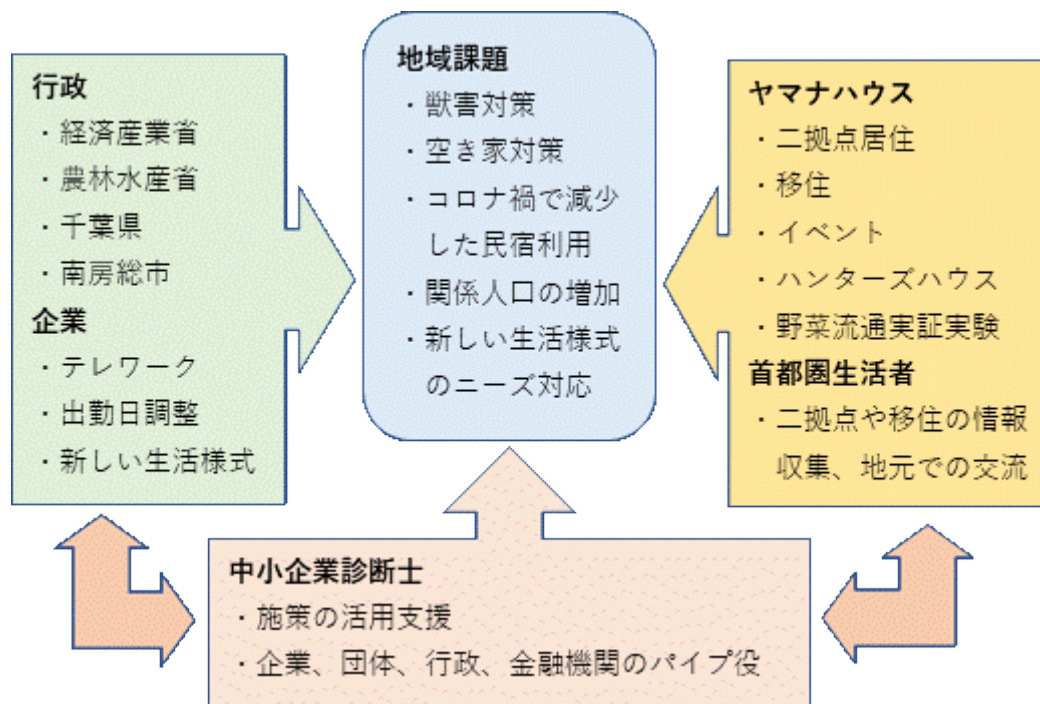 行政
・経済産業省
・農林水産省
・千葉県
・南房総市
企業
・テレワーク
・出勤日調整
・新しい生活様式
地域課題
・獣害対策
・空き家対策
・コロナ禍で減少
した民宿利用
・関係人口の増加
・新しい生活様式
のニーズ対応
ヤマナハウス
・二拠点居住
・移住
・イベント
・ハンターズハウス
・野菜流通実証実験
首都圏生活者
・二拠点や移住の情報
収集、地元での交流
中小企業診断士
・施策の活用支援
・企業、団体、行政、金融機関のパイプ役